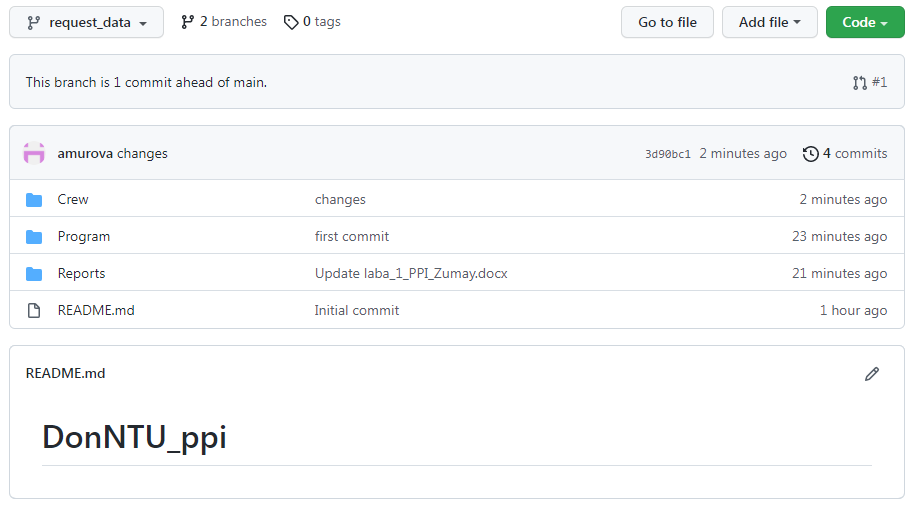 request_data 2 branches 0 tags Go to file Add file Code
This branch is 1 commit ahead of main. #1
amurova changes 3d90bc1 2 minutes ago 4 commits
Crew changes 2 minutes ago
Program first commit 23 minutes ago
Reports Update laba_1_PPI_Zumay.docx 21 minutes ago
README.md Initial commit 1 hour ago
README.md
DonNTU_ppi